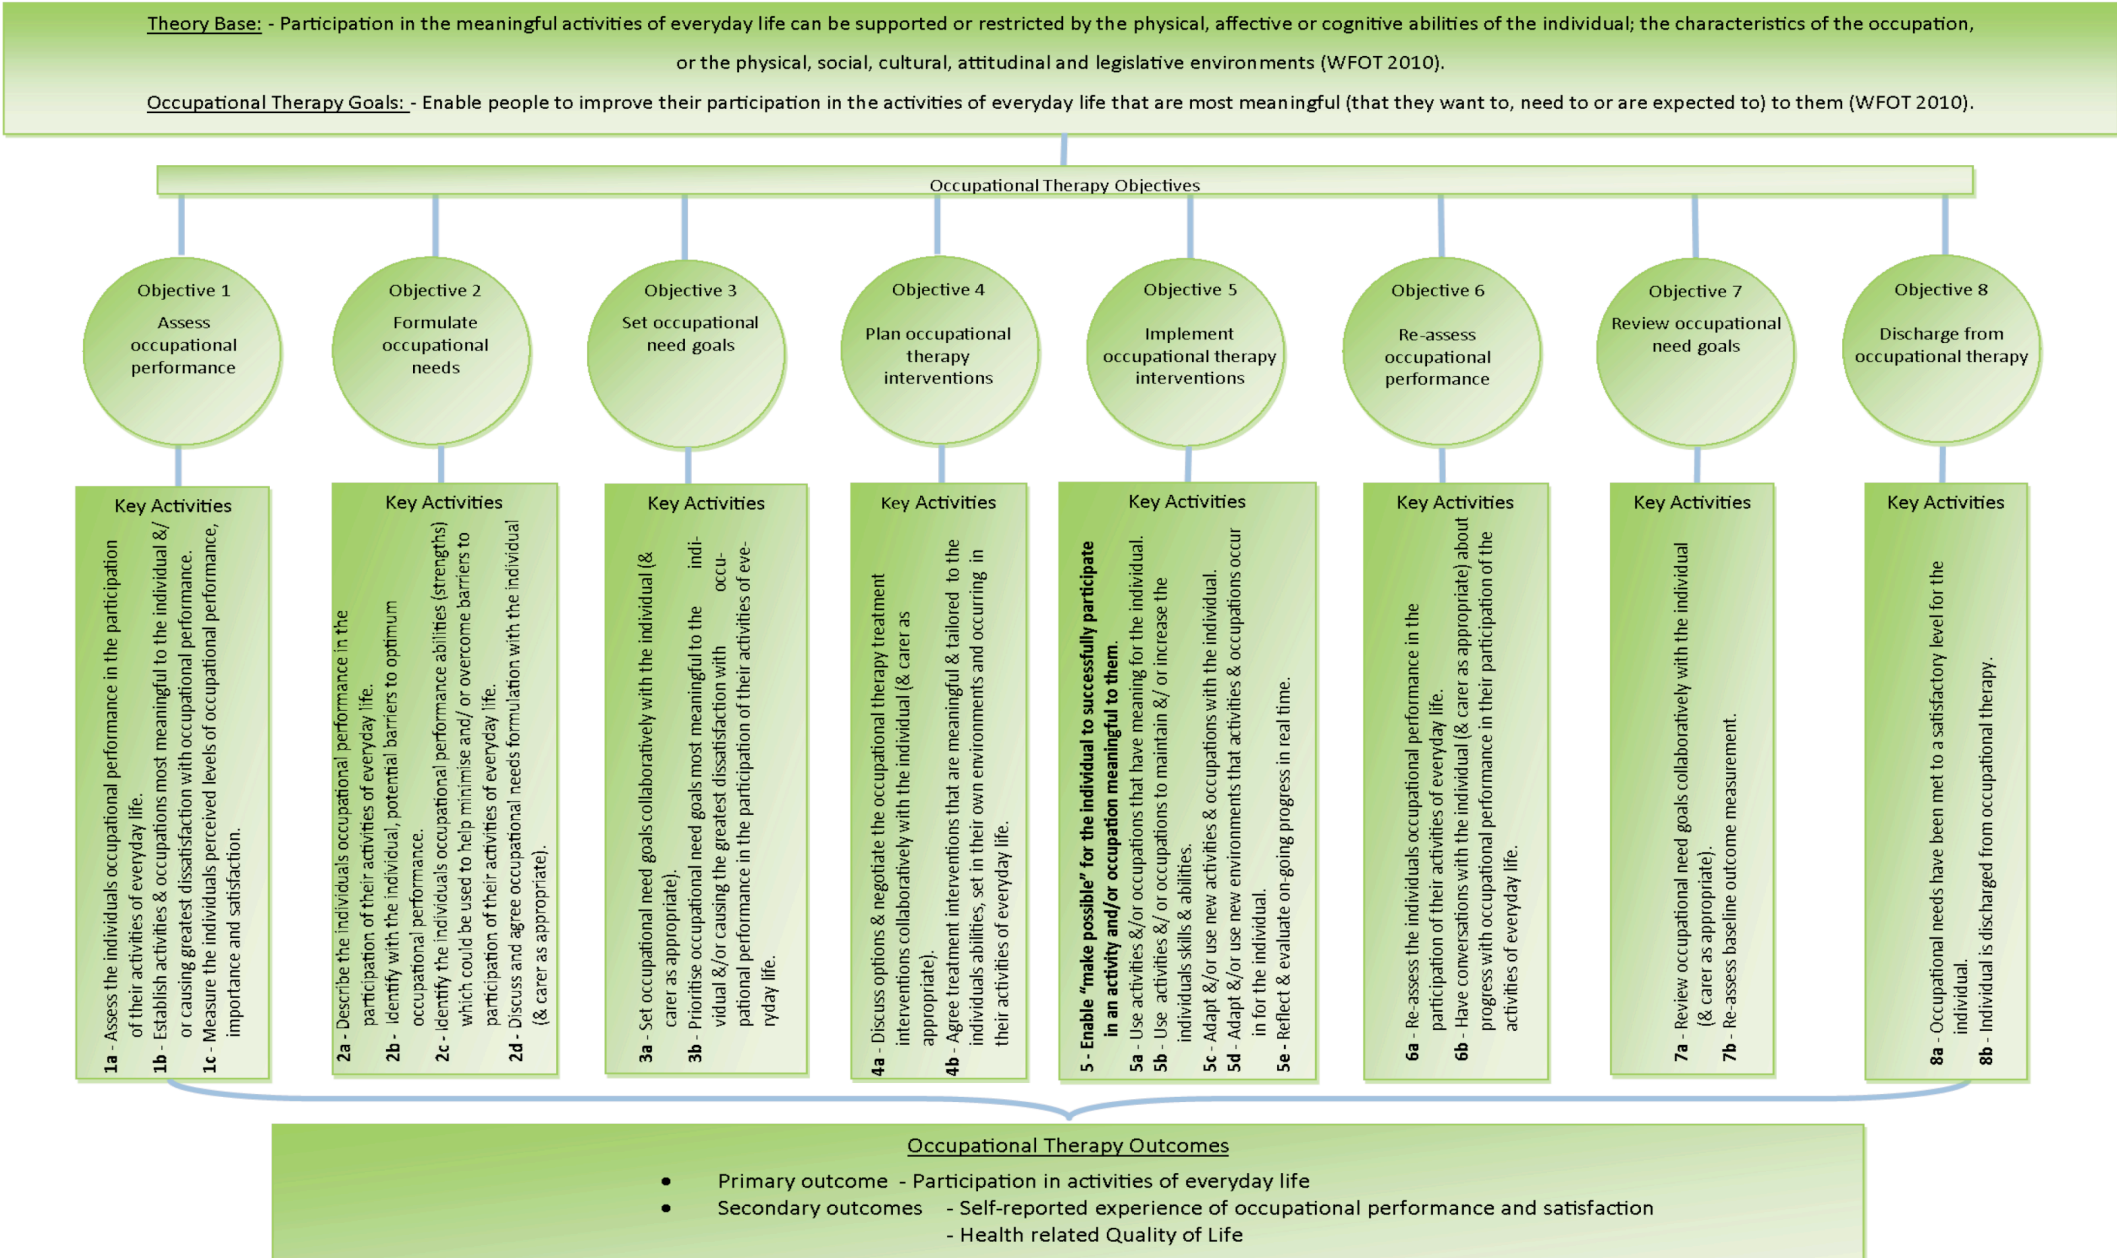 Theory Base: - Participation in the meaningful activities of everyday life can be supported or restricted by the physical, affective or cognitive abilities of the individual; the characteristics of the occupation,
or the physical, social, cultural, attitudinal and legislative environments (WFOT 2010).
Occupational Therapy Goals: - Enable people to improve their participation in the activities of everyday life that are most meaningful (that they want to, need to or are expected to) to them (WFOT 2010).
Occupational Therapy Objectives
Objective 1
Assess
occupational
performance
Objective 2
Formulate
occupational
needs
Objective 3
Set occupational
need goals
Objective 4
Plan occupational
therapy
interventions
Objective 5
Implement
occupational therapy
interventions
Objective 6
Re-assess
occupational
performance
Objective 7
Review occupational
need goals
Objective 8
Discharge from
occupational therapy
Key Activities
1a - Assess the individuals occupational performance in the participation
of their activities of everyday life.
1b - Establish activities & occupations most meaningful to the individual &/
or causing greatest dissatisfaction with occupational performance.
1c - Measure the individuals perceived levels of occupational performance,
importance and satisfaction.
Key Activities
2a - Describe the individuals occupational performance in the
participation of their activities of everyday life.
2b - Identify with the individual, potential barriers to optimum
occupational performance.
2c - Identify the individuals occupational performance abilities (strengths)
which could be used to help minimise and/ or overcome barriers to
participation of their activities of everyday life.
2d - Discuss and agree occupational needs formulation with the individual
(& carer as appropriate).
Key Activities
3a - Set occupational need goals collaboratively with the individual (&
carer as appropriate).
3b - Prioritise occupational need goals most meaningful to the indi-
vidual &/or causing the greatest dissatisfaction with occu-
pational performance in the participation of their activities of eve-
ryday life.
Key Activities
4a - Discuss options & negotiate the occupational therapy treatment
interventions collaboratively with the individual (& carer as
appropriate).
4b - Agree treatment interventions that are meaningful & tailored to the
individuals abilities, set in their own environments and occurring in
their activities of everyday life.
Key Activities
5 - Enable “make possible” for the individual to successfully participate
in an activity and/or occupation meaningful to them.
5a - Use activities &/or occupations that have meaning for the individual.
5b - Use activities &/ or occupations to maintain &/ or increase the
individuals skills & abilities.
5c - Adapt &/or use new activities & occupations with the individual.
5d - Adapt &/or use new environments that activities & occupations occur
in for the individual.
5e - Reflect & evaluate on-going progress in real time.
Key Activities
6a - Re-assess the individuals occupational performance in the
participation of their activities of everyday life.
6b - Have conversations with the individual (& carer as appropriate) about
progress with occupational performance in their participation of the
activities of everyday life.
Key Activities
7a - Review occupational need goals collaboratively with the individual
(& carer as appropriate).
7b - Re-assess baseline outcome measurement.
Key Activities
8a - Occupational needs have been met to a satisfactory level for the
individual.
8b - Individual is discharged from occupational therapy.
Occupational Therapy Outcomes
• Primary outcome - Participation in activities of everyday life
• Secondary outcomes - Self-reported experience of occupational performance and satisfaction
- Health related Quality of Life